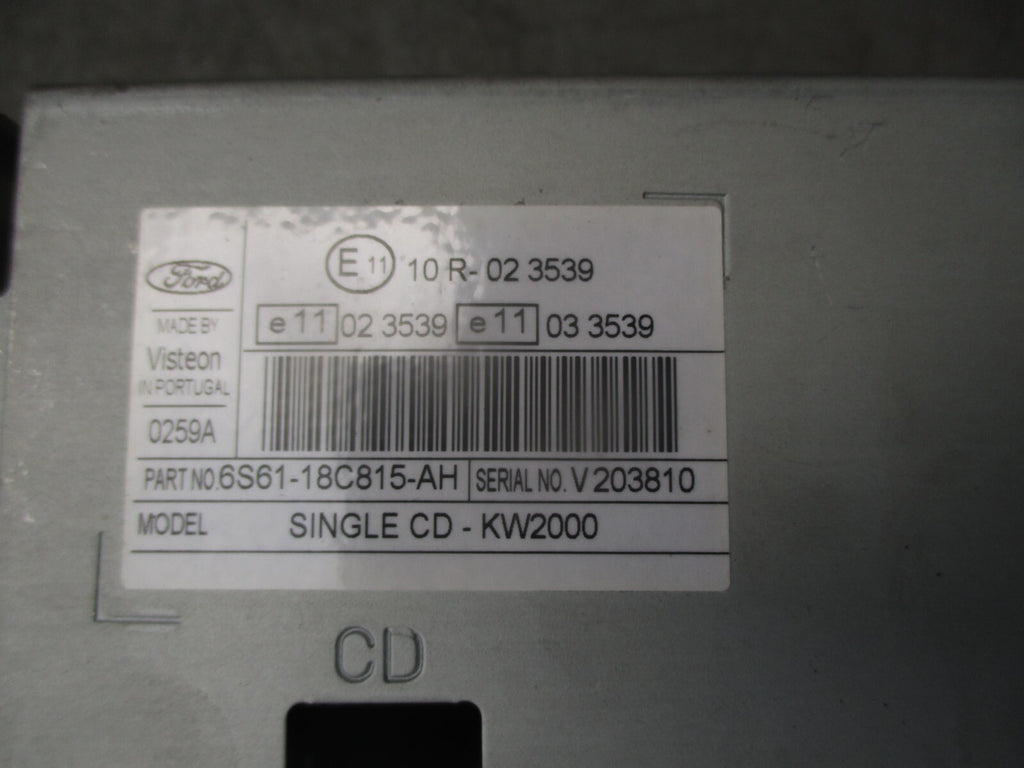 Ford
MADE BY
Visteon
IN PORTUGAL
0259A
E 11 10 R- 02 3539
e 11 02 3539 e 11 03 3539
PART NO. 6S61-18C815-AH SERIAL NO. V 203810
MODEL SINGLE CD - KW2000
CD